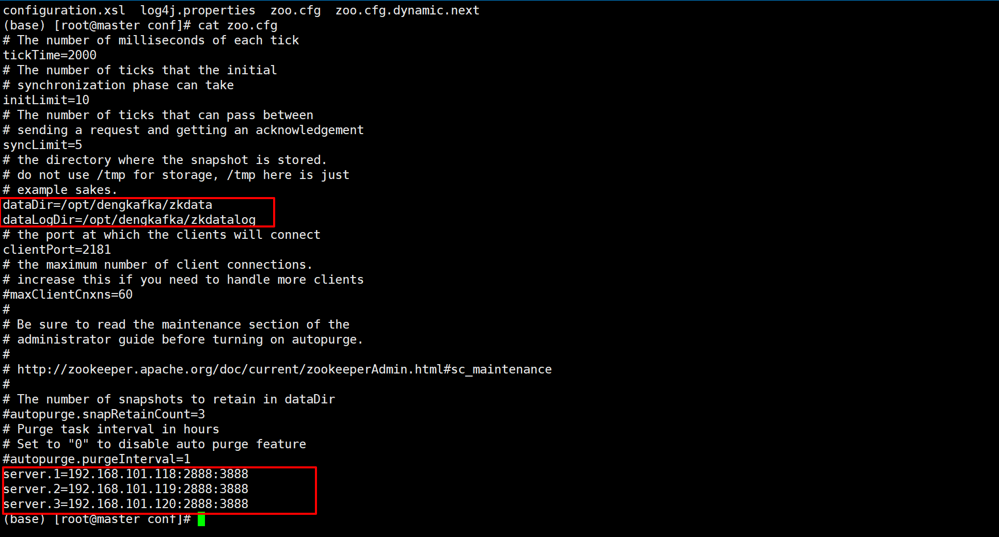 configuration.xsl  log4j.properties  zoo.cfg  zoo.cfg.dynamic.next
(base) [root@master conf]# cat zoo.cfg
# The number of milliseconds of each tick
tickTime=2000
# The number of ticks that the initial
# synchronization phase can take
initLimit=10
# The number of ticks that can pass between
# sending a request and getting an acknowledgement
syncLimit=5
# the directory where the snapshot is stored.
# do not use /tmp for storage, /tmp here is just
# example sakes.
dataDir=/opt/dengkafka/zkdata
dataLogDir=/opt/dengkafka/zkdatalog
# the port at which the clients will connect
clientPort=2181
# the maximum number of client connections.
# increase this if you need to handle more clients
#maxClientCnxns=60
#
# Be sure to read the maintenance section of the
# administrator guide before turning on autopurge.
#
# http://zookeeper.apache.org/doc/current/zookeeperAdmin.html#sc_maintenance
#
# The number of snapshots to retain in dataDir
#autopurge.snapRetainCount=3
# Purge task interval in hours
# Set to "0" to disable auto purge feature
#autopurge.purgeInterval=1
server.1=192.168.101.118:2888:3888
server.2=192.168.101.119:2888:3888
server.3=192.168.101.120:2888:3888
(base) [root@master conf]#